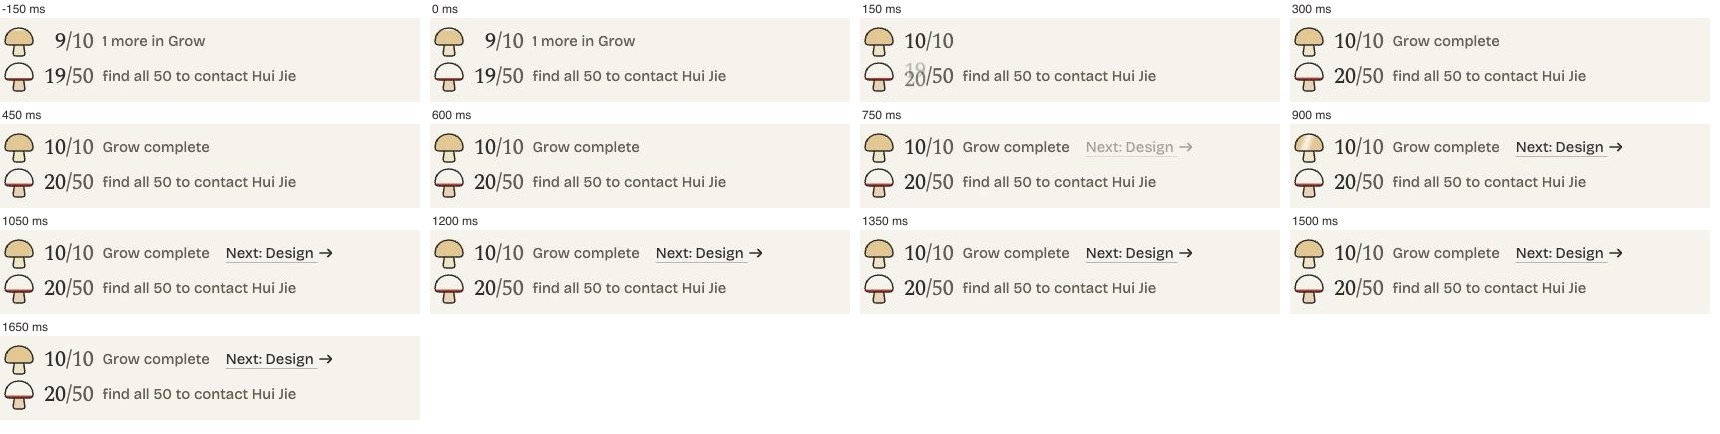 -150 ms
9/10 1 more in Grow
19/50 find all 50 to contact Hui Jie
0 ms
9/10 1 more in Grow
19/50 find all 50 to contact Hui Jie
150 ms
10/10
19
20/50 find all 50 to contact Hui Jie
300 ms
10/10 Grow complete
20/50 find all 50 to contact Hui Jie
450 ms
10/10 Grow complete
20/50 find all 50 to contact Hui Jie
600 ms
10/10 Grow complete
20/50 find all 50 to contact Hui Jie
750 ms
10/10 Grow complete Next: Design →
20/50 find all 50 to contact Hui Jie
900 ms
10/10 Grow complete Next: Design →
20/50 find all 50 to contact Hui Jie
1050 ms
10/10 Grow complete Next: Design →
20/50 find all 50 to contact Hui Jie
1200 ms
10/10 Grow complete Next: Design →
20/50 find all 50 to contact Hui Jie
1350 ms
10/10 Grow complete Next: Design →
20/50 find all 50 to contact Hui Jie
1500 ms
10/10 Grow complete Next: Design →
20/50 find all 50 to contact Hui Jie
1650 ms
10/10 Grow complete Next: Design →
20/50 find all 50 to contact Hui Jie